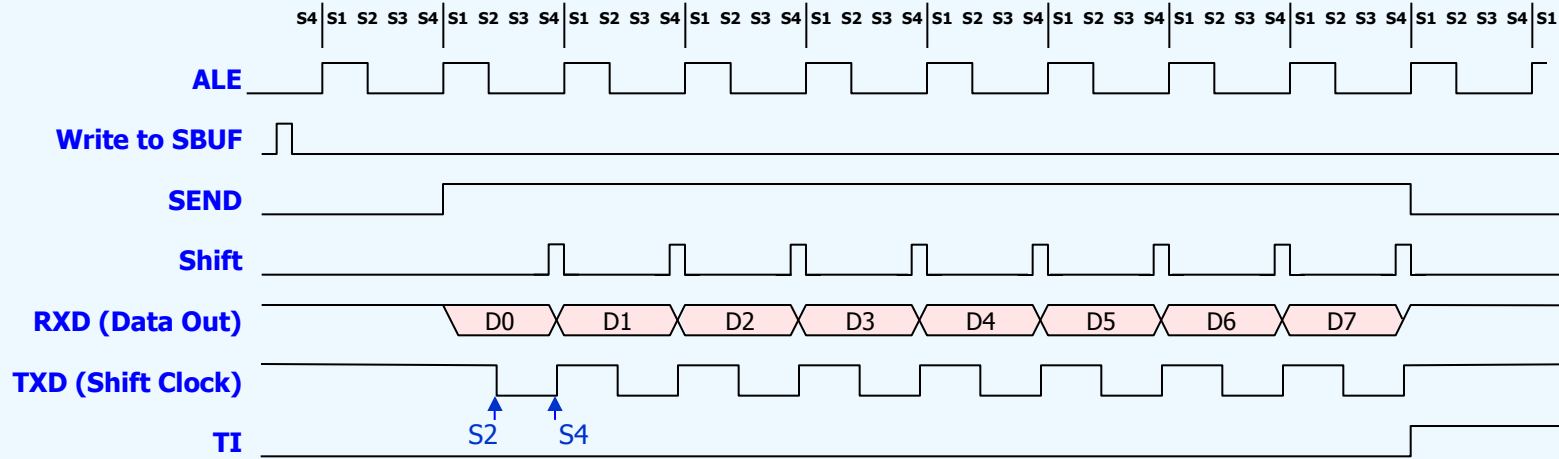 S4 S1 S2 S3 S4 S1 S2 S3 S4 S1 S2 S3 S4 S1 S2 S3 S4 S1 S2 S3 S4 S1 S2 S3 S4 S1 S2 S3 S4 S1 S2 S3 S4 S1 S2 S3 S4 S1 S2 S3 S4 S1
ALE
Write to SBUF
SEND
Shift
RXD (Data Out) D0 D1 D2 D3 D4 D5 D6 D7
TXD (Shift Clock)
S2 S4
TI